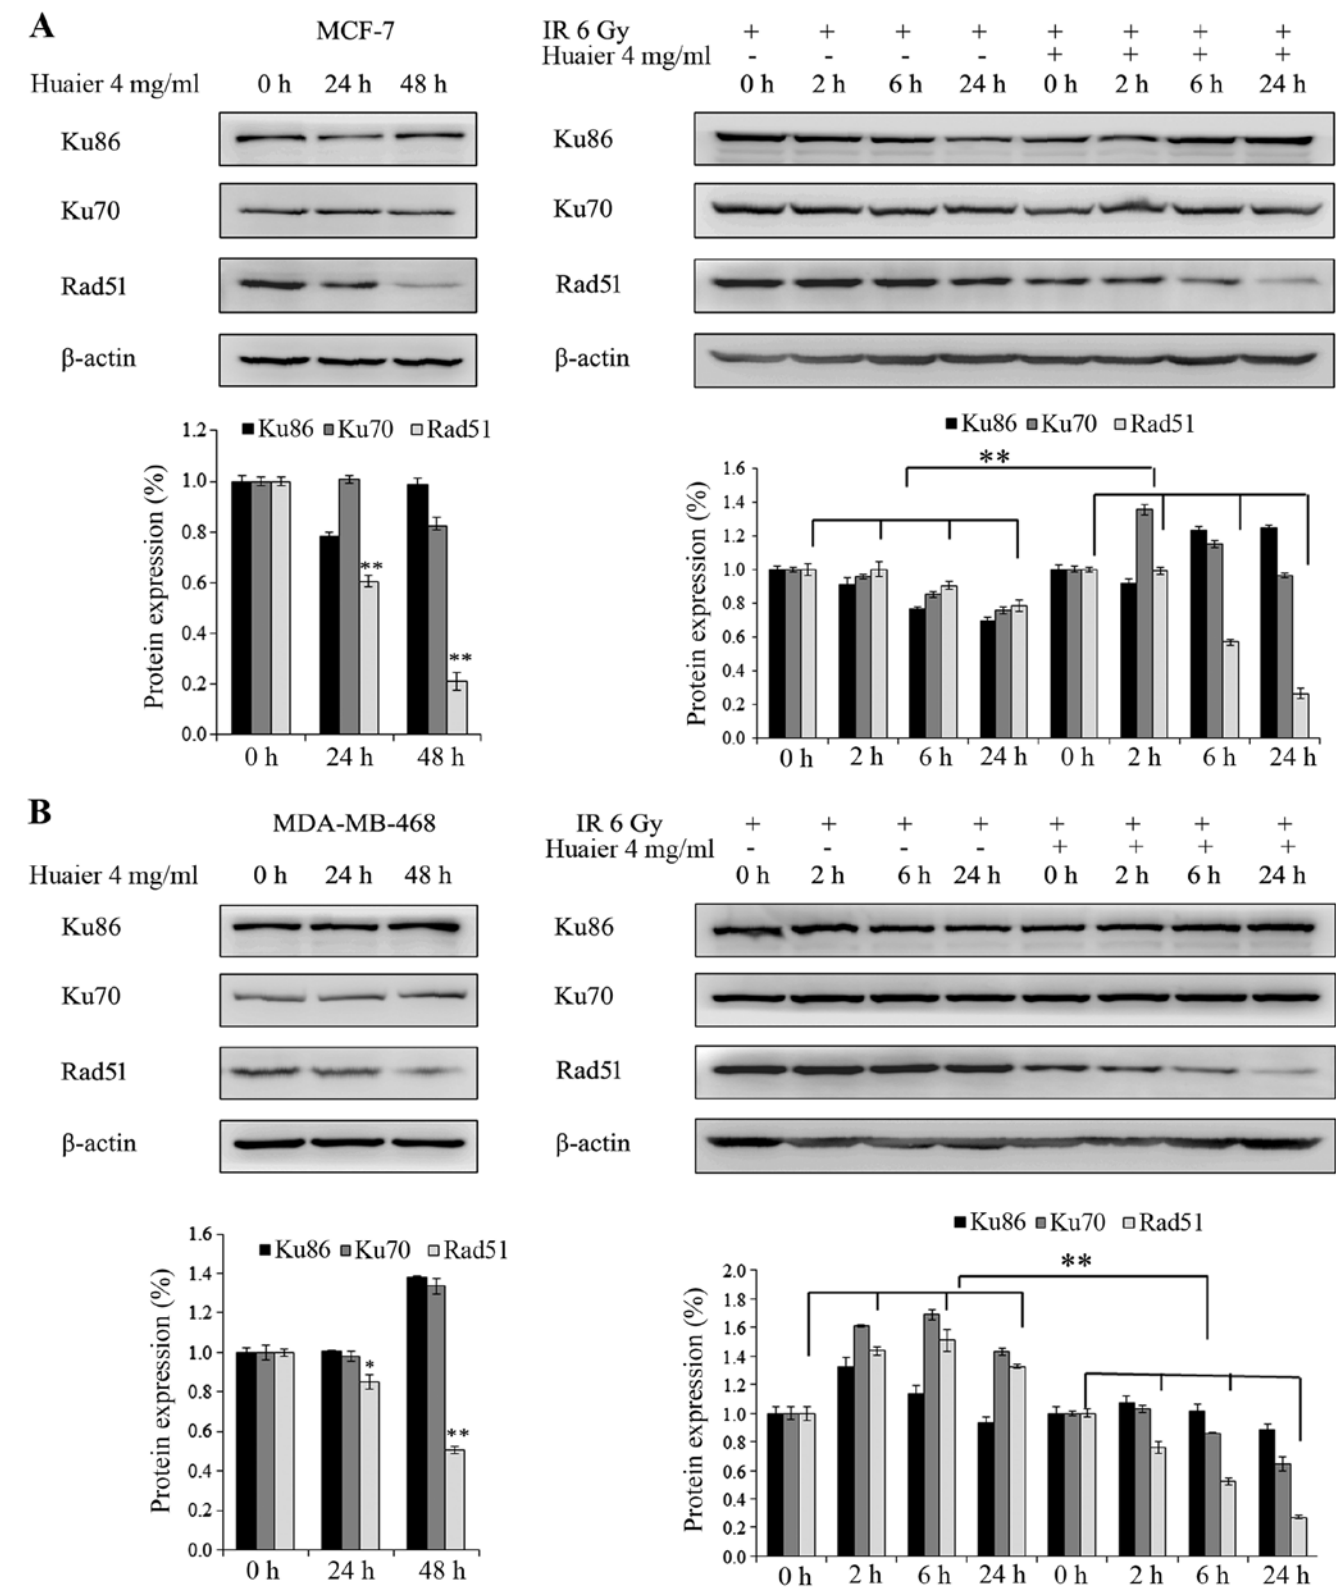 A
MCF-7
Huaier 4 mg/ml 0 h 24 h 48 h
Ku86
Ku70
Rad51
β-actin
IR 6 Gy + + + + + + + +
Huaier 4 mg/ml - - - - + + + +
0 h 2 h 6 h 24 h 0 h 2 h 6 h 24 h
Ku86
Ku70
Rad51
β-actin
Ku86 Ku70 Rad51
Protein expression (%)
1.2
1.0
0.8
0.6
0.4
0.2
0.0
**
**
0 h 24 h 48 h
Ku86 Ku70 Rad51
**
Protein expression (%)
1.6
1.4
1.2
1.0
0.8
0.6
0.4
0.2
0.0
0 h 2 h 6 h 24 h 0 h 2 h 6 h 24 h
B
MDA-MB-468
Huaier 4 mg/ml 0 h 24 h 48 h
Ku86
Ku70
Rad51
β-actin
IR 6 Gy + + + + + + + +
Huaier 4 mg/ml - - - - + + + +
0 h 2 h 6 h 24 h 0 h 2 h 6 h 24 h
Ku86
Ku70
Rad51
β-actin
Ku86 Ku70 Rad51
Protein expression (%)
1.6
1.4
1.2
1.0
0.8
0.6
0.4
0.2
0.0
*
**
0 h 24 h 48 h
Ku86 Ku70 Rad51
**
Protein expression (%)
2.0
1.8
1.6
1.4
1.2
1.0
0.8
0.6
0.4
0.2
0.0
0 h 2 h 6 h 24 h 0 h 2 h 6 h 24 h